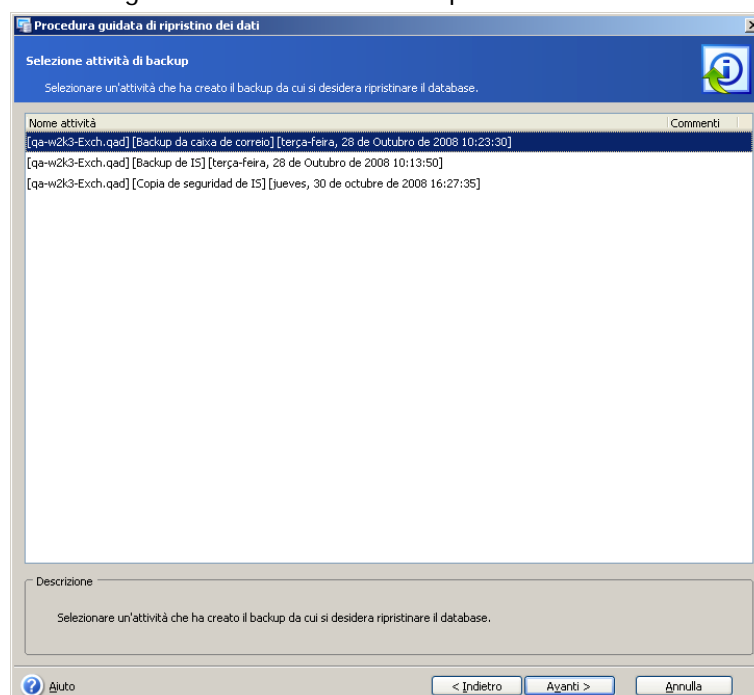 Procedura guidata di ripristino dei dati
Selezione attività di backup
Selezionare un'attività che ha creato il backup da cui si desidera ripristinare il database.
Nome attività Commenti
[qa-w2k3-Exch.qad] [Backup da caixa de correio] [terça-feira, 28 de Outubro de 2008 10:23:30]
[qa-w2k3-Exch.qad] [Backup de IS] [terça-feira, 28 de Outubro de 2008 10:13:50]
[qa-w2k3-Exch.qad] [Copia de seguridad de IS] [jueves, 30 de octubre de 2008 16:27:35]
Descrizione
Selezionare un'attività che ha creato il backup da cui si desidera ripristinare il database.
Aiuto < Indietro Avanti > Annulla